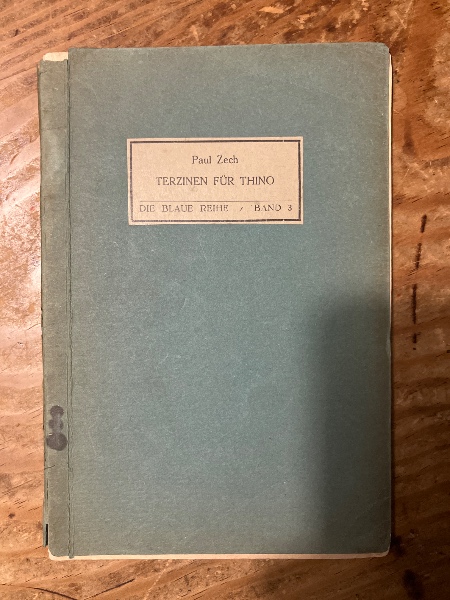 Paul Zech
TERZINEN FÜR THINO
DIE BLAUE REIHE / BAND 3